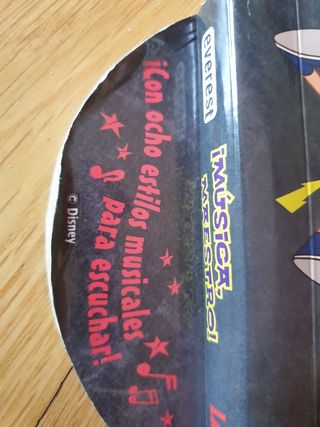 ¡Con ocho estilos musicales
para escuchar!
© Disney
everest
¡MÚSICA,
MAESTRO!